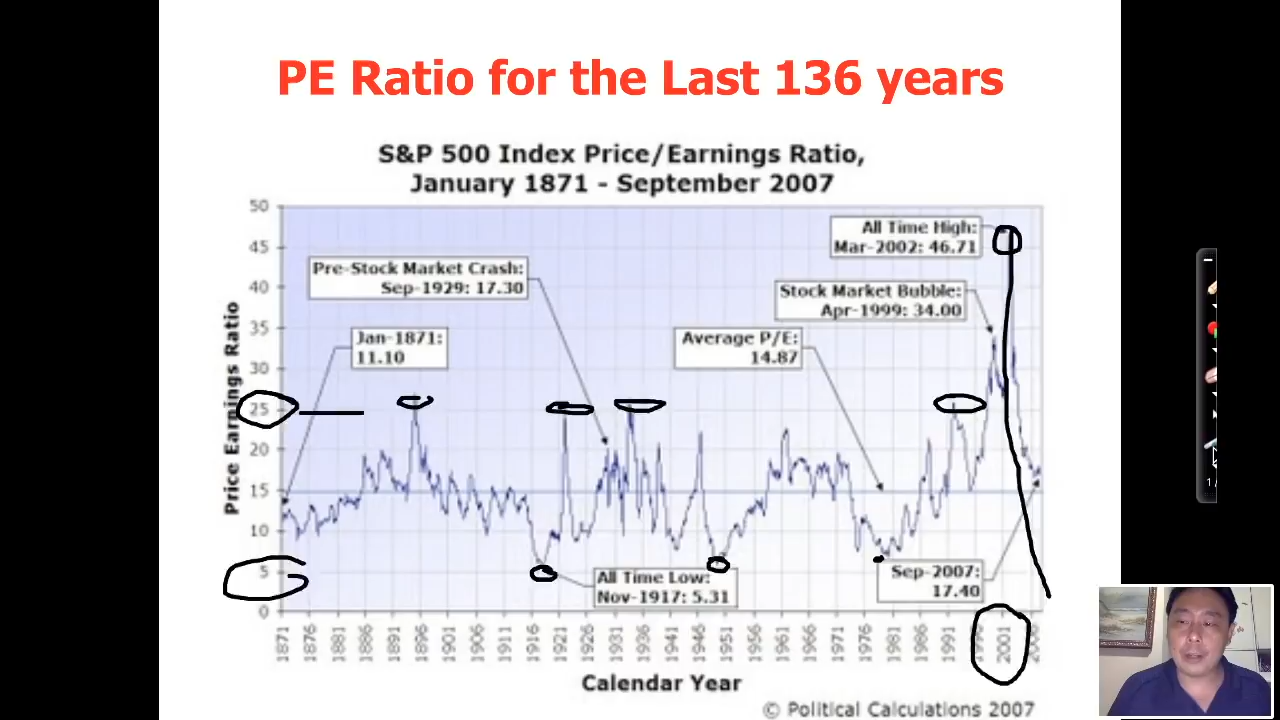 PE Ratio for the Last 136 years
S&P 500 Index Price/Earnings Ratio,
January 1871 - September 2007
Price Earnings Ratio
50
45
40
35
30
25
20
15
10
5
0
All Time High:
Mar-2002: 46.71
Pre-Stock Market Crash:
Sep-1929: 17.30
Stock Market Bubble:
Apr-1999: 34.00
Jan-1871:
11.10
Average P/E:
14.87
All Time Low:
Nov-1917: 5.31
Sep-2007:
17.40
1871
1876
1881
1886
1891
1896
1901
1906
1911
1916
1921
1926
1931
1936
1941
1946
1951
1956
1961
1966
1971
1976
1981
1986
1991
2001
Calendar Year
© Political Calculations 2007